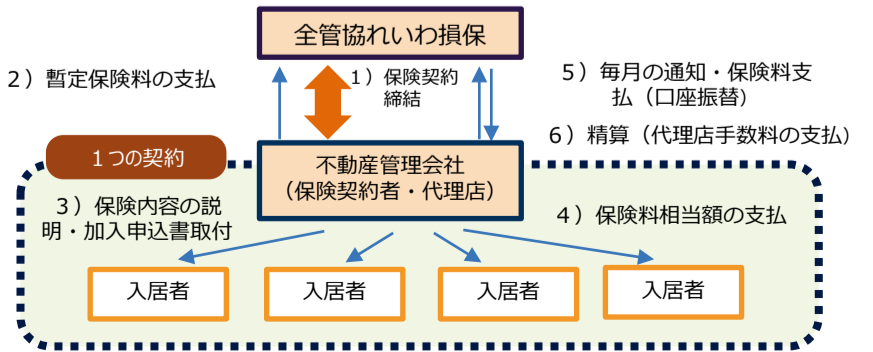 全管協れいわ損保
２）暫定保険料の支払
１）保険契約
締結
５）毎月の通知・保険料支
払（口座振替）
６）精算（代理店手数料の支払）
１つの契約
不動産管理会社
（保険契約者・代理店）
３）保険内容の説
明・加入申込書取付
４）保険料相当額の支払
入居者
入居者
入居者
入居者